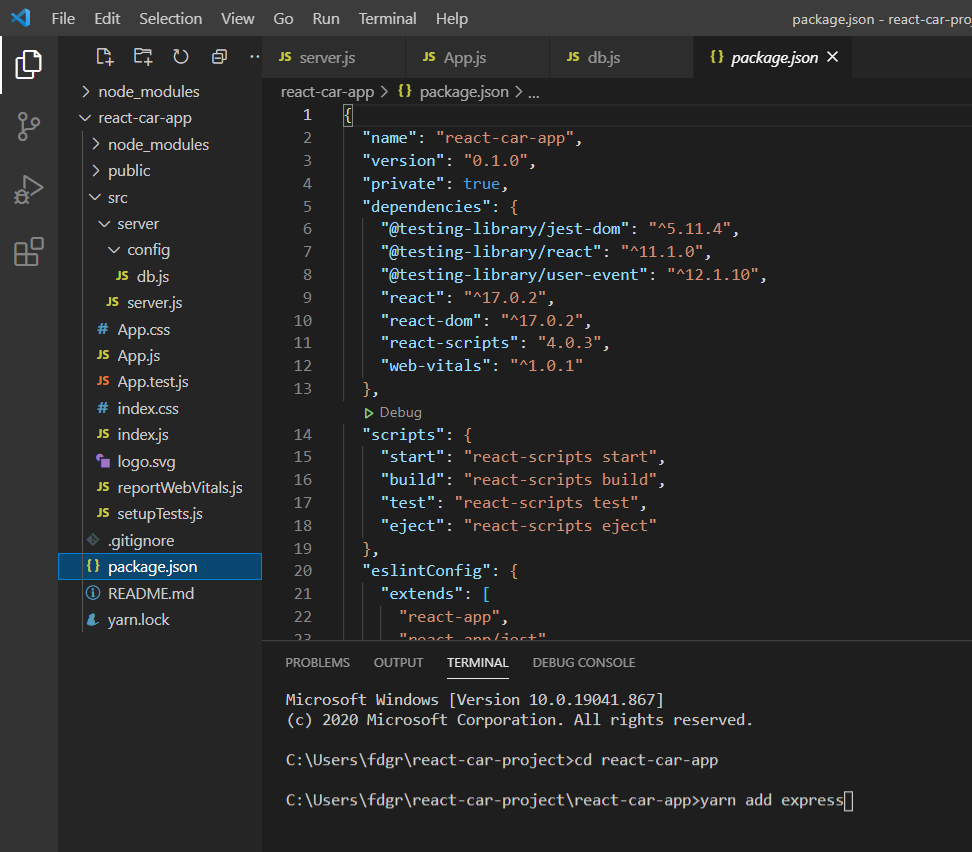 File Edit Selection View Go Run Terminal Help package.json - react-car-pro
JS server.js JS App.js JS db.js {} package.json
react-car-app > {} package.json > ...
node_modules
react-car-app
node_modules
public
src
server
config
JS db.js
JS server.js
# App.css
JS App.js
JS App.test.js
# index.css
JS index.js
logo.svg
JS reportWebVitals.js
JS setupTests.js
.gitignore
{} package.json
README.md
yarn.lock
1 {
2 "name": "react-car-app",
3 "version": "0.1.0",
4 "private": true,
5 "dependencies": {
6 "@testing-library/jest-dom": "^5.11.4",
7 "@testing-library/react": "^11.1.0",
8 "@testing-library/user-event": "^12.1.10",
9 "react": "^17.0.2",
10 "react-dom": "^17.0.2",
11 "react-scripts": "4.0.3",
12 "web-vitals": "^1.0.1"
13 },
Debug
14 "scripts": {
15 "start": "react-scripts start",
16 "build": "react-scripts build",
17 "test": "react-scripts test",
18 "eject": "react-scripts eject"
19 },
20 "eslintConfig": {
21 "extends": [
22 "react-app",
23 "react-app/jest"
PROBLEMS OUTPUT TERMINAL DEBUG CONSOLE
Microsoft Windows [Version 10.0.19041.867]
(c) 2020 Microsoft Corporation. All rights reserved.
C:\Users\fdgr\react-car-project>cd react-car-app
C:\Users\fdgr\react-car-project\react-car-app>yarn add express